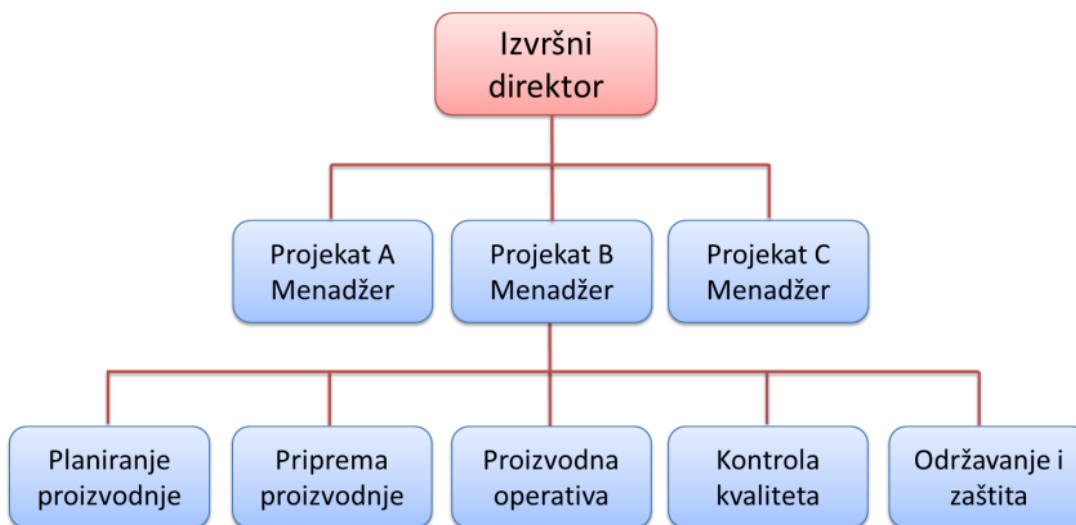 Izvršni
direktor
Projekat A
Menadžer
Projekat B
Menadžer
Projekat C
Menadžer
Planiranje
proizvodnje
Priprema
proizvodnje
Proizvodna
operativa
Kontrola
kvaliteta
Održavanje i
zaštita